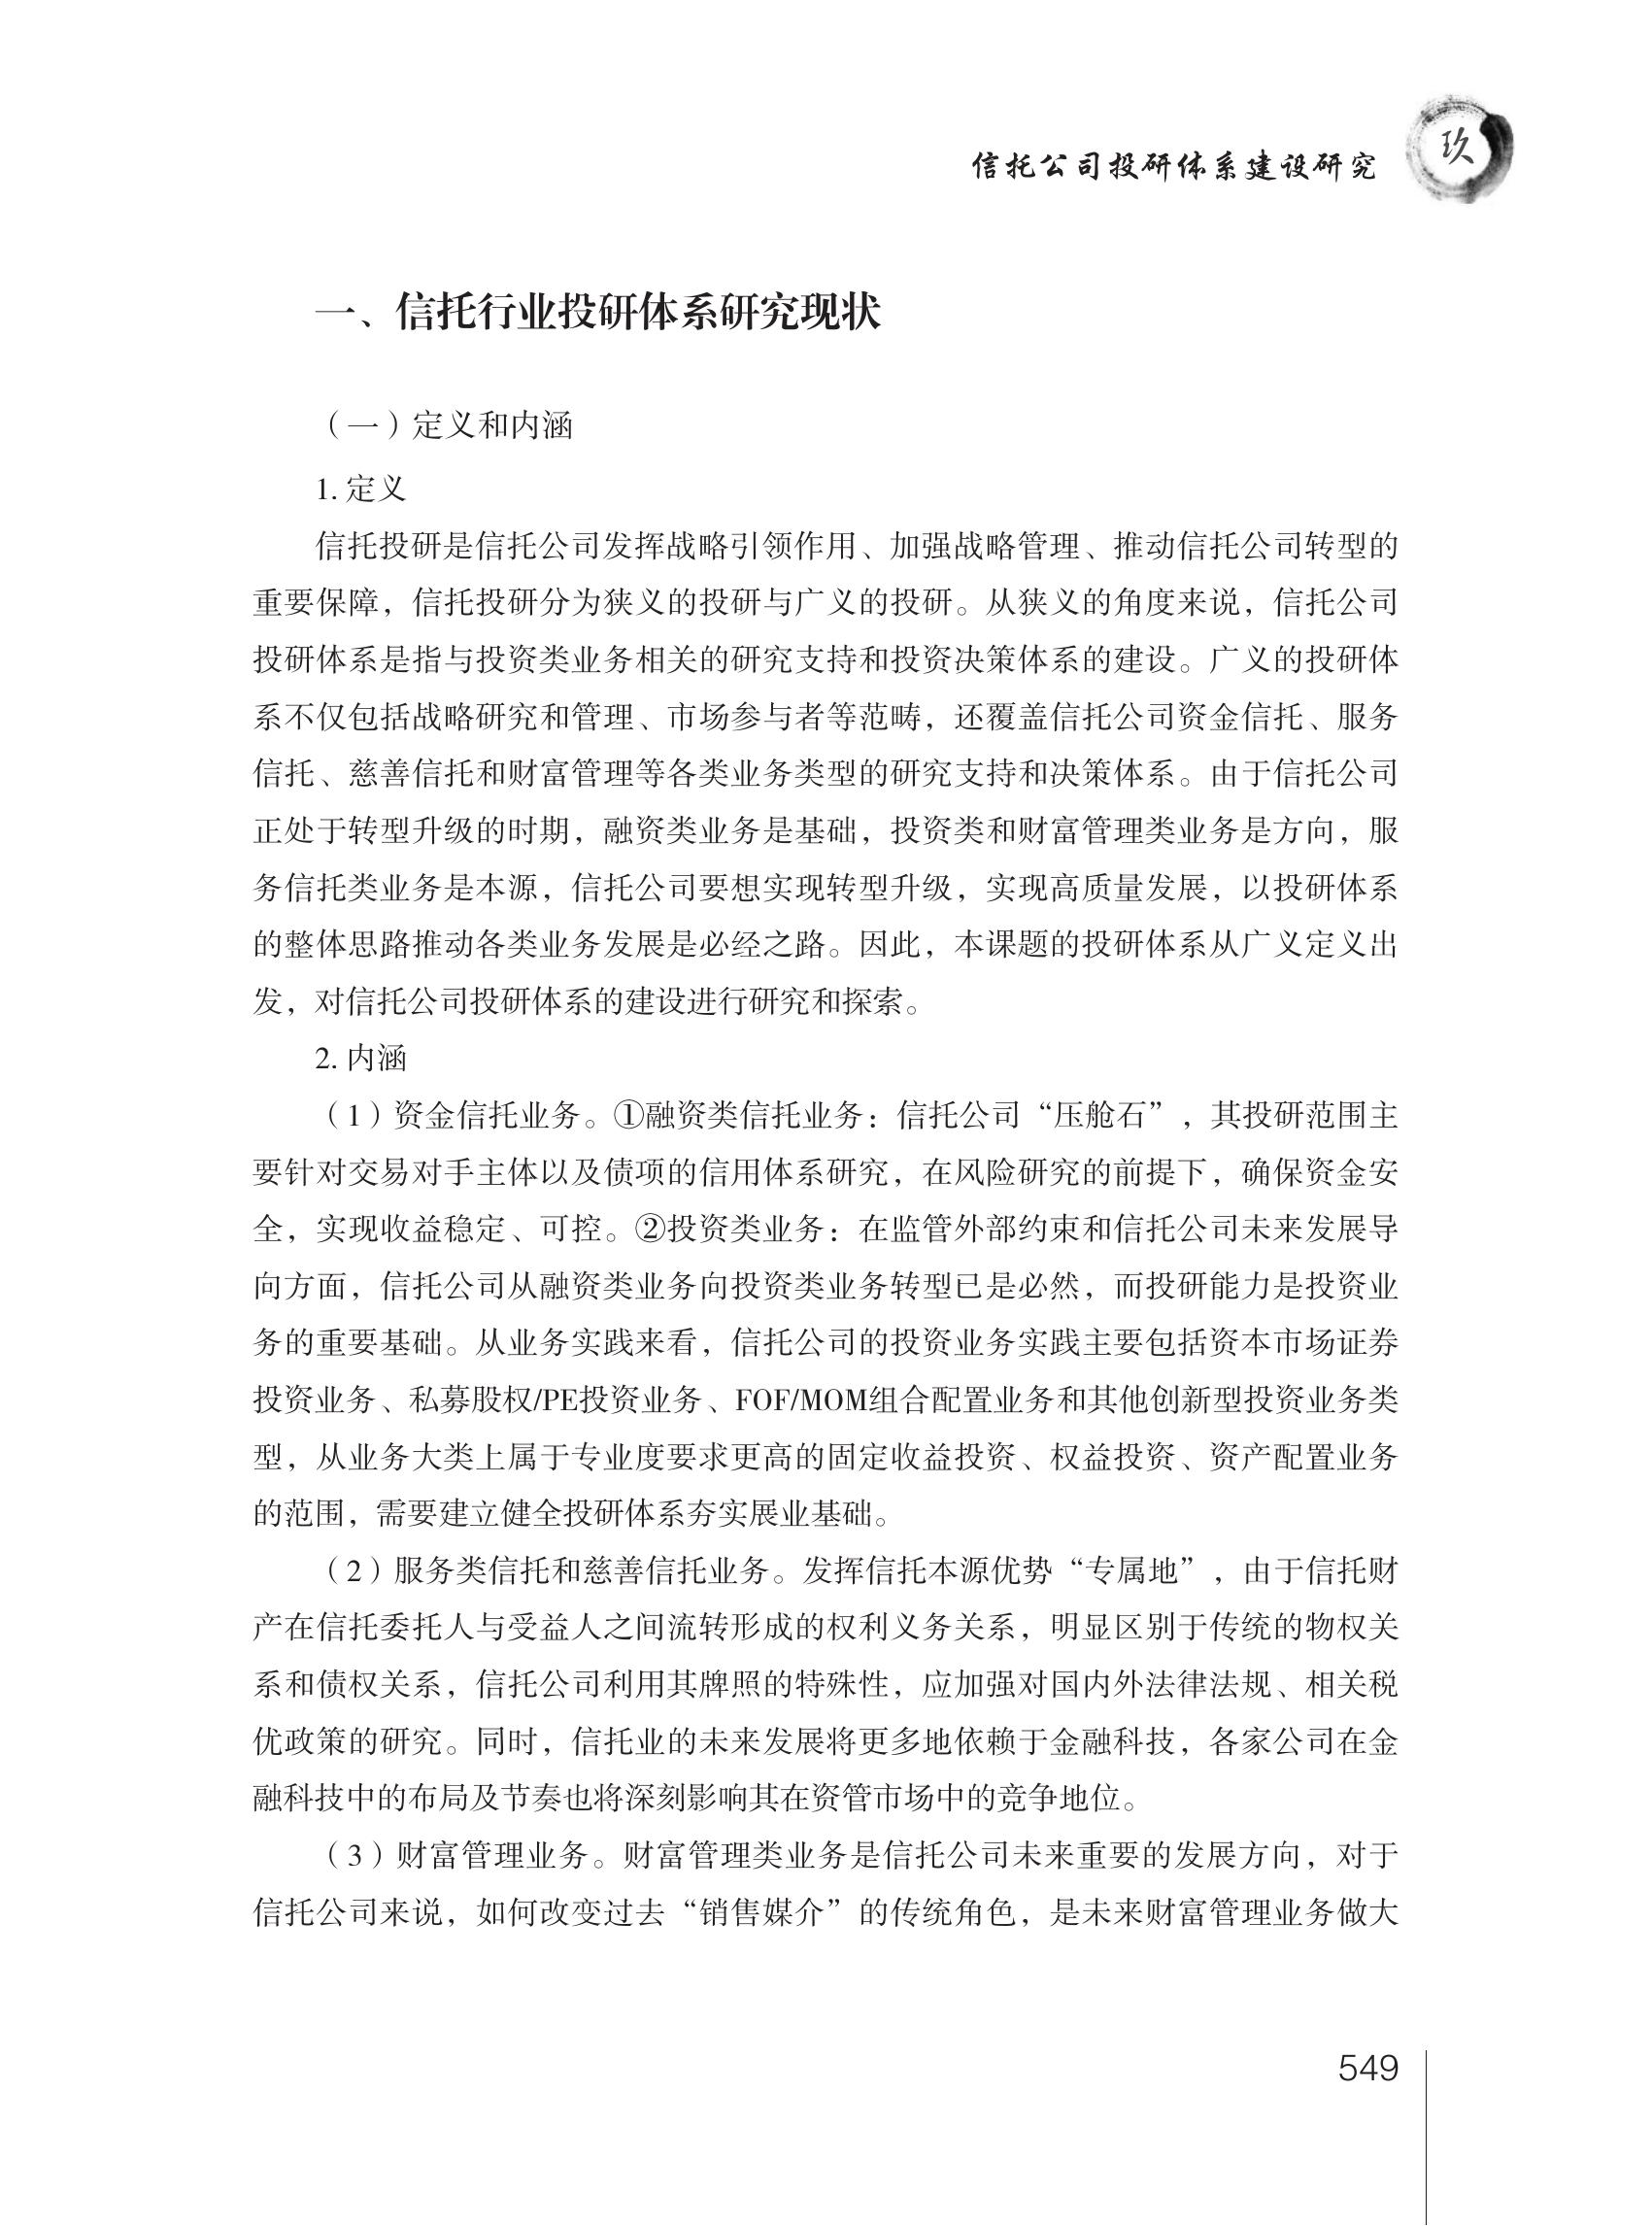 信托公司投研体系建设研究
玖
一、信托行业投研体系研究现状
（一）定义和内涵
1. 定义
信托投研是信托公司发挥战略引领作用、加强战略管理、推动信托公司转型的
重要保障，信托投研分为狭义的投研与广义的投研。从狭义的角度来说，信托公司
投研体系是指与投资类业务相关的研究支持和投资决策体系的建设。广义的投研体
系不仅包括战略研究和管理、市场参与者等范畴，还覆盖信托公司资金信托、服务
信托、慈善信托和财富管理等各类业务类型的研究支持和决策体系。由于信托公司
正处于转型升级的时期，融资类业务是基础，投资类和财富管理类业务是方向，服
务信托类业务是本源，信托公司要想实现转型升级，实现高质量发展，以投研体系
的整体思路推动各类业务发展是必经之路。因此，本课题的投研体系从广义定义出
发，对信托公司投研体系的建设进行研究和探索。
2. 内涵
（1）资金信托业务。①融资类信托业务：信托公司“压舱石”，其投研范围主
要针对交易对手主体以及债项的信用体系研究，在风险研究的前提下，确保资金安
全，实现收益稳定、可控。②投资类业务：在监管外部约束和信托公司未来发展导
向方面，信托公司从融资类业务向投资类业务转型已是必然，而投研能力是投资业
务的重要基础。从业务实践来看，信托公司的投资业务实践主要包括资本市场证券
投资业务、私募股权/PE投资业务、FOF/MOM组合配置业务和其他创新型投资业务类
型，从业务大类上属于专业度要求更高的固定收益投资、权益投资、资产配置业务
的范围，需要建立健全投研体系夯实展业基础。
（2）服务类信托和慈善信托业务。发挥信托本源优势“专属地”，由于信托财
产在信托委托人与受益人之间流转形成的权利义务关系，明显区别于传统的物权关
系和债权关系，信托公司利用其牌照的特殊性，应加强对国内外法律法规、相关税
优政策的研究。同时，信托业的未来发展将更多地依赖于金融科技，各家公司在金
融科技中的布局及节奏也将深刻影响其在资管市场中的竞争地位。
（3）财富管理业务。财富管理类业务是信托公司未来重要的发展方向，对于
信托公司来说，如何改变过去“销售媒介”的传统角色，是未来财富管理业务做大
549